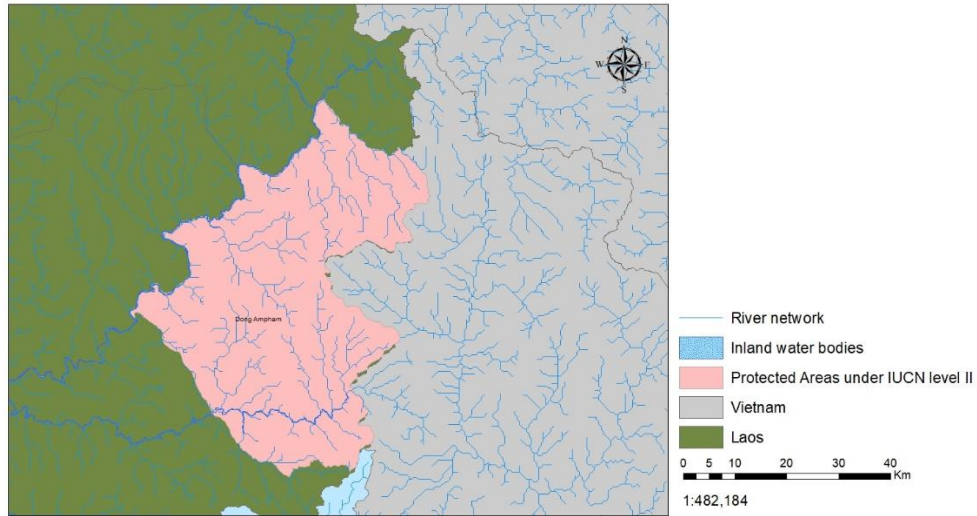 N
W E
S
Dong Ampham
River network
Inland water bodies
Protected Areas under IUCN level II
Vietnam
Laos
0 5 10 20 30 40
Km
1:482,184